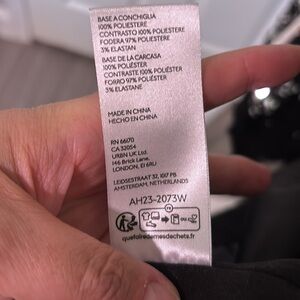 BASE A CONCHIGLIA
100% POLIESTERE
CONTRASTO 100% POLIESTERE
FODERA 97% POLIESTERE
3% ELASTAN
BASE DE LA CARCASA
100% POLIÉSTER
CONTRASTE 100% POLIÉSTER
FORRO 97% POLIÉSTER
3% ELASTANE
MADE IN CHINA
HECHO EN CHINA
RN 66170
CA 32054
URBN UK Ltd.
146 Brick Lane,
LONDON, E1 6RU
LEIDSESTRAAT 32, 1017 PB
AMSTERDAM, NETHERLANDS
AH23-2073W
FR
quefairedemesdechets.fr